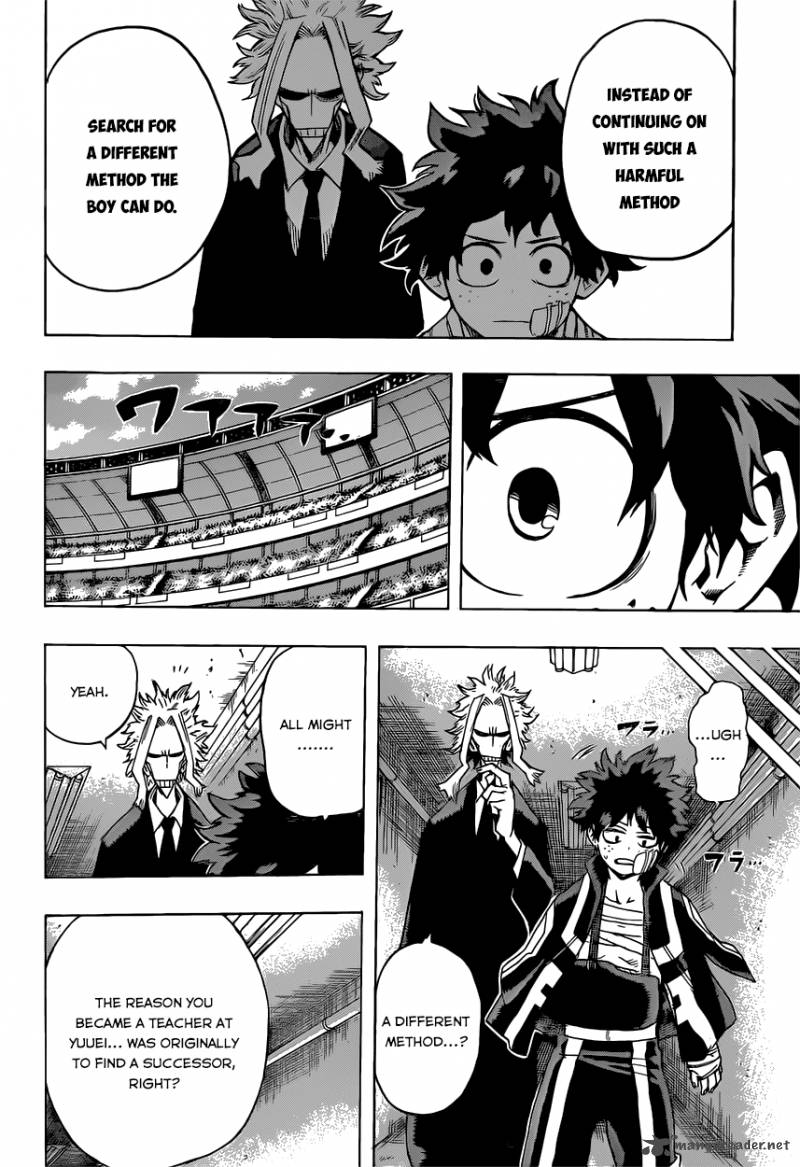 INSTEAD OF
CONTINUING ON
WITH SUCH A
HARMFUL
METHOD
SEARCH FOR
A DIFFERENT
METHOD THE
BOY CAN DO.
ワアアアッ
...UGH
フラ...
フラ...
A DIFFERENT
METHOD...?
ALL MIGHT
.......
YEAH.
THE REASON YOU
BECAME A TEACHER AT
YUUEI... WAS ORIGINALLY
TO FIND A SUCCESSOR,
RIGHT?